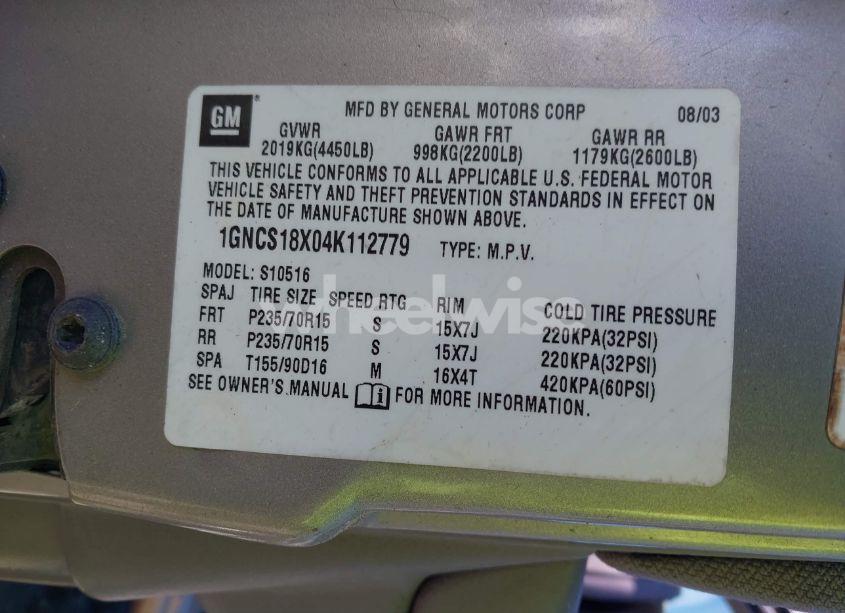 GM
MFD BY GENERAL MOTORS CORP 08/03
GVWR GAWR FRT GAWR RR
2019KG(4450LB) 998KG(2200LB) 1179KG(2600LB)
THIS VEHICLE CONFORMS TO ALL APPLICABLE U.S. FEDERAL MOTOR
VEHICLE SAFETY AND THEFT PREVENTION STANDARDS IN EFFECT ON
THE DATE OF MANUFACTURE SHOWN ABOVE.
1GNCS18X04K112779 TYPE: M.P.V.
MODEL: S10516
SPAJ TIRE SIZE SPEED RTG RIM COLD TIRE PRESSURE
FRT P235/70R15 S 15X7J 220KPA(32PSI)
RR P235/70R15 S 15X7J 220KPA(32PSI)
SPA T155/90D16 M 16X4T 420KPA(60PSI)
SEE OWNER'S MANUAL FOR MORE INFORMATION.
wheelwiss